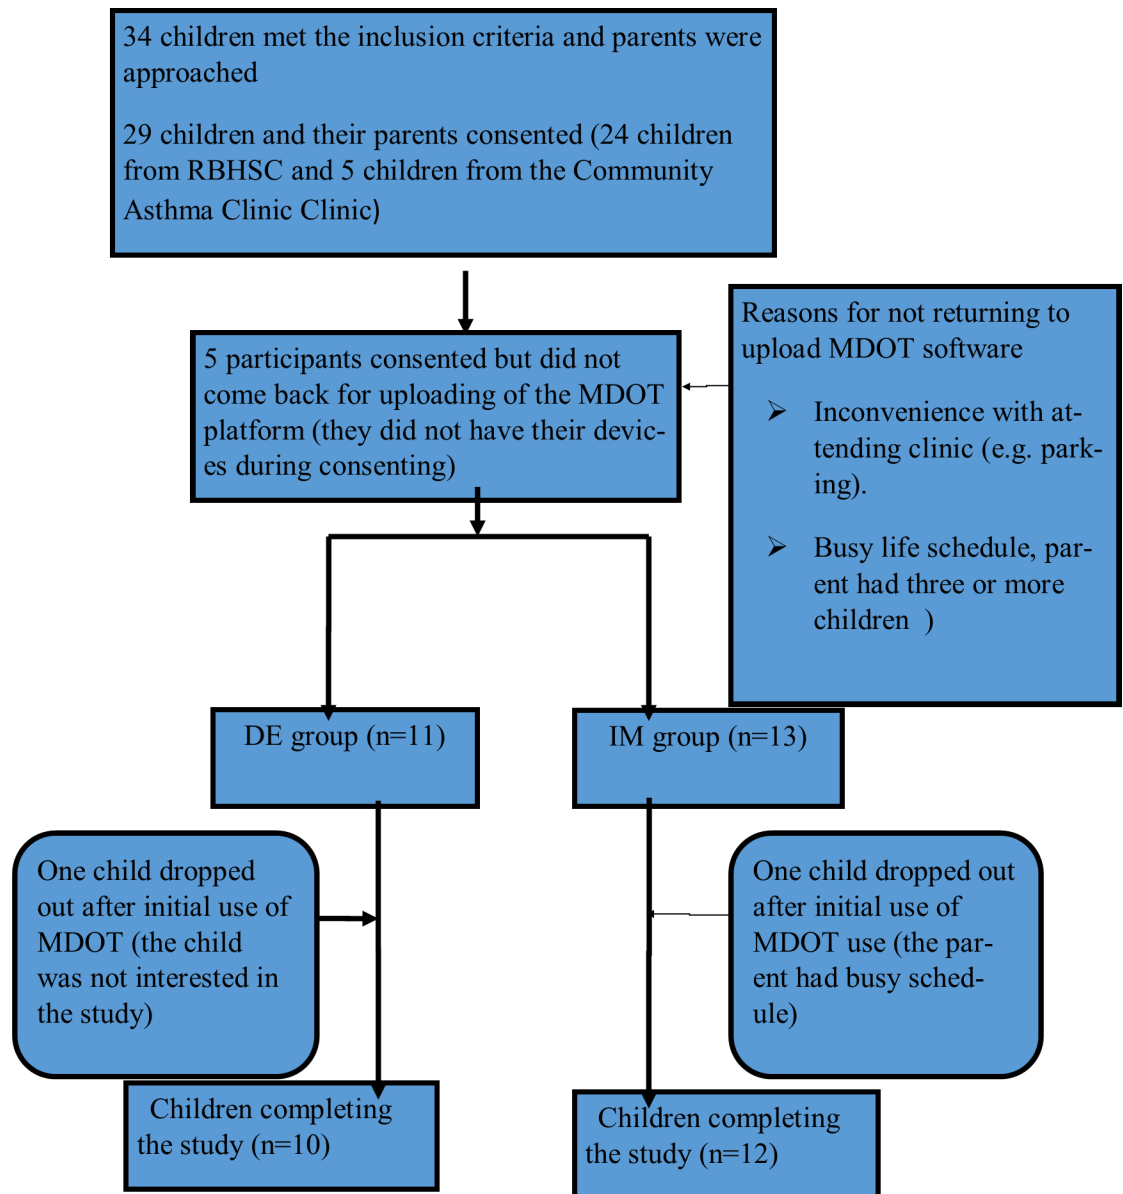 34 children met the inclusion criteria and parents were
approached
29 children and their parents consented (24 children
from RBHSC and 5 children from the Community
Asthma Clinic Clinic)
5 participants consented but did not
come back for uploading of the MDOT
platform (they did not have their devic-
es during consenting)
Reasons for not returning to
upload MDOT software
➢ Inconvenience with at-
tending clinic (e.g. park-
ing).
➢ Busy life schedule, par-
ent had three or more
children )
DE group (n=11)
IM group (n=13)
One child dropped
out after initial use of
MDOT (the child
was not interested in
the study)
One child dropped out
after initial use of
MDOT use (the par-
ent had busy sched-
ule)
Children completing
the study (n=10)
Children completing
the study (n=12)